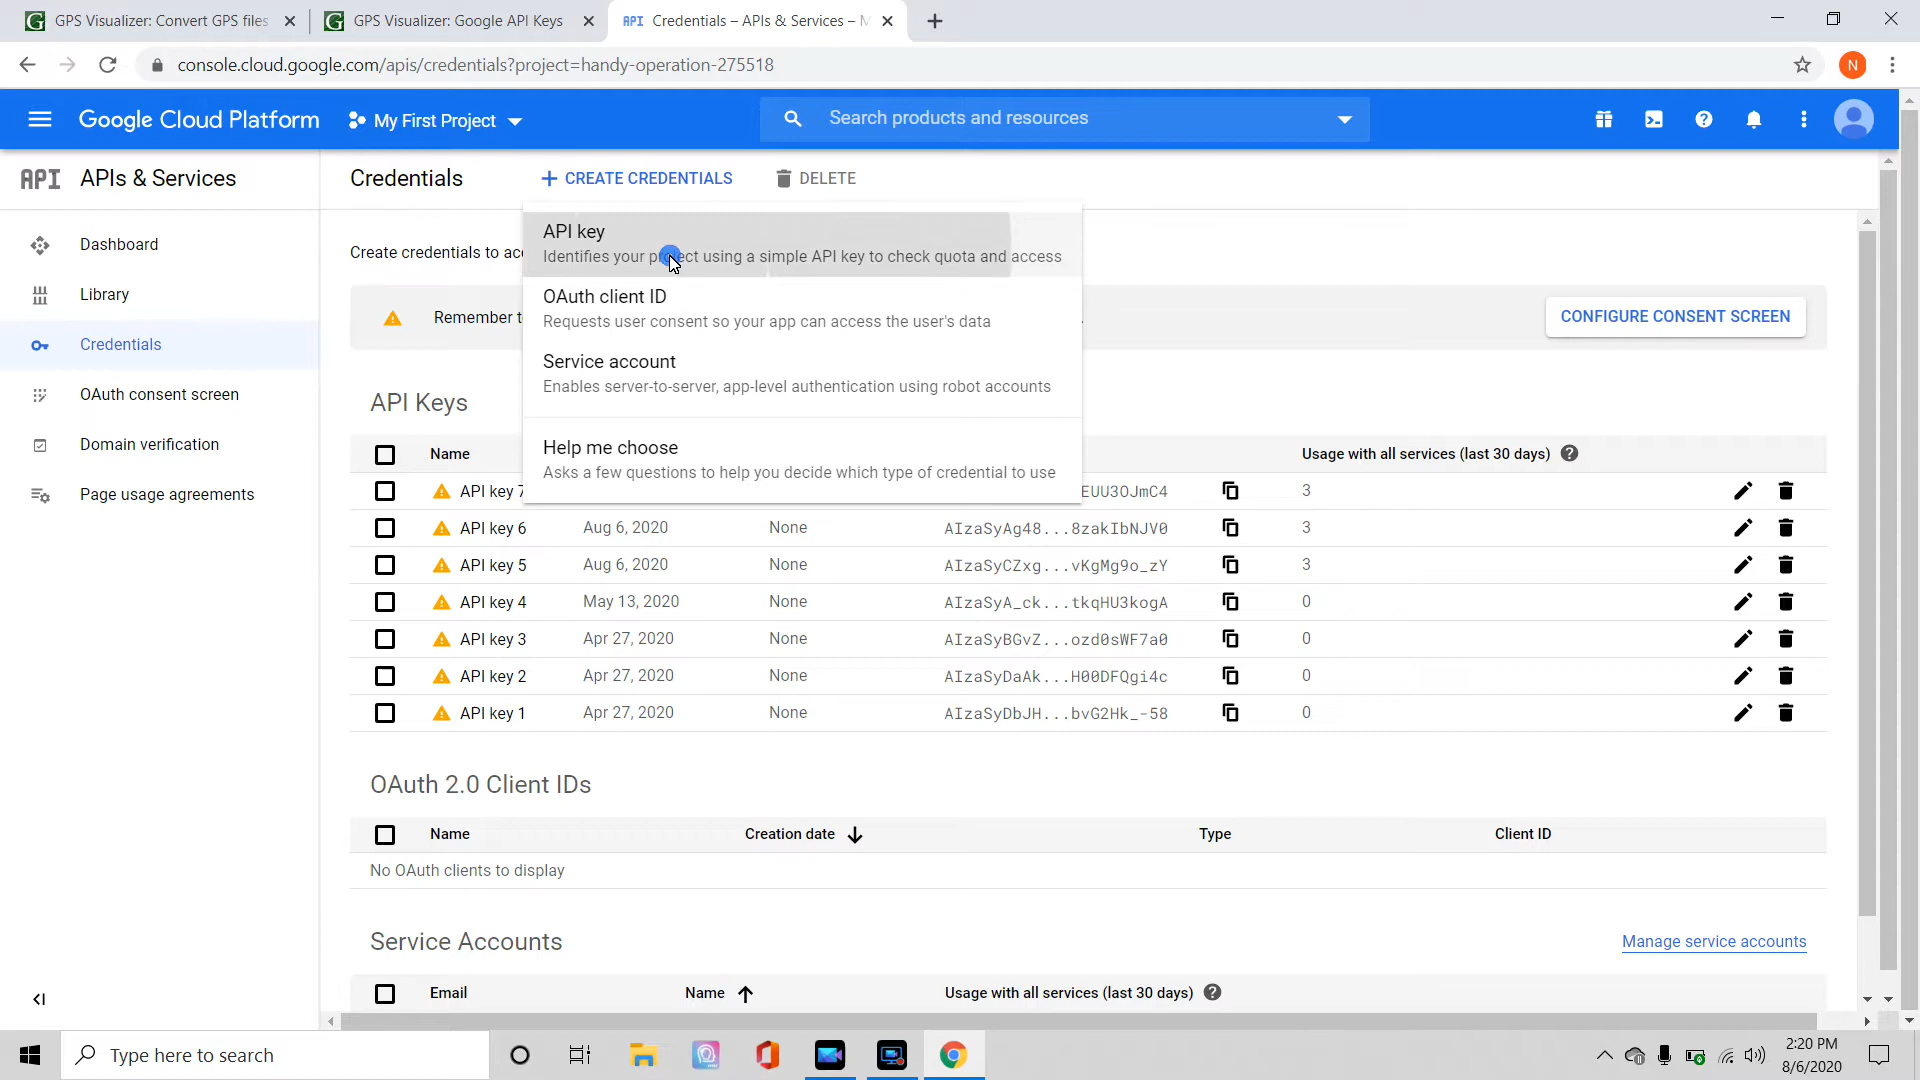 GPS Visualizer: Convert GPS files
GPS Visualizer: Google API Keys
API Credentials – APIs & Services – M
console.cloud.google.com/apis/credentials?project=handy-operation-275518
N
Google Cloud Platform
My First Project
Search products and resources
API APIs & Services
Credentials
CREATE CREDENTIALS
DELETE
Dashboard
Library
Credentials
OAuth consent screen
Domain verification
Page usage agreements
Create credentials to acc
API key
Identifies your project using a simple API key to check quota and access
OAuth client ID
Requests user consent so your app can access the user's data
Service account
Enables server-to-server, app-level authentication using robot accounts
Help me choose
Asks a few questions to help you decide which type of credential to use
Remember t
CONFIGURE CONSENT SCREEN
API Keys
Name Usage with all services (last 30 days)
API key 7 EUU3OJmC4 3
API key 6 Aug 6, 2020 None AIzaSyAg48...8zakIbNJV0 3
API key 5 Aug 6, 2020 None AIzaSyCZxg...vKgMg9o_zY 3
API key 4 May 13, 2020 None AIzaSyA_ck...tkqHU3kogA 0
API key 3 Apr 27, 2020 None AIzaSyBGvZ...ozd0sWF7a0 0
API key 2 Apr 27, 2020 None AIzaSyDaAk...H00DFQgi4c 0
API key 1 Apr 27, 2020 None AIzaSyDbJH...bvG2Hk_-58 0
OAuth 2.0 Client IDs
Name Creation date Type Client ID
No OAuth clients to display
Service Accounts
Manage service accounts
Email Name Usage with all services (last 30 days)
Type here to search
2:20 PM
8/6/2020